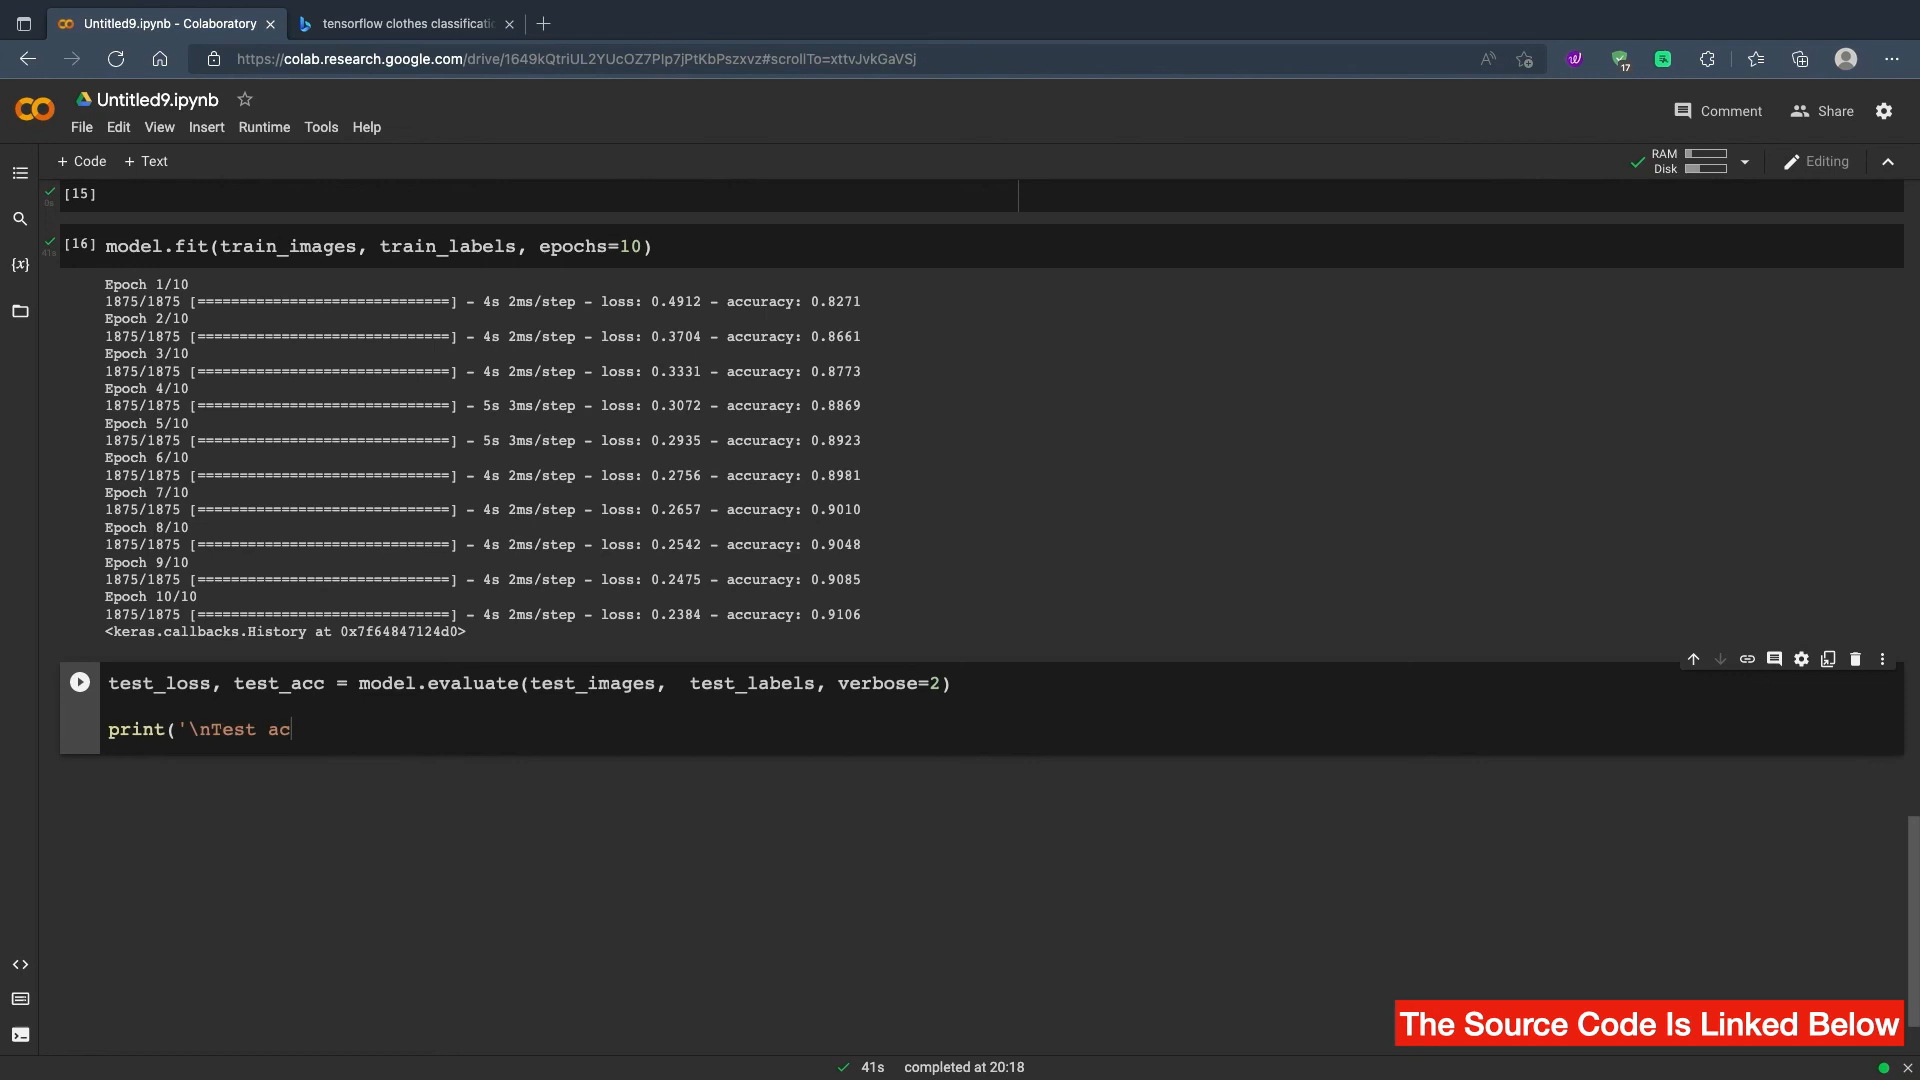 Untitled9.ipynb - Colaboratory
tensorflow clothes classificati
https://colab.research.google.com/drive/1649kQtriUL2YUcOZ7PIp7jPtKbPszxvz#scrollTo=xttvJvkGaVSj
17
Untitled9.ipynb
Comment
Share
File Edit View Insert Runtime Tools Help
+ Code + Text
RAM
Disk
Editing
[15]
0s
[16] model.fit(train_images, train_labels, epochs=10)
41s
Epoch 1/10
1875/1875 [==============================] - 4s 2ms/step - loss: 0.4912 - accuracy: 0.8271
Epoch 2/10
1875/1875 [==============================] - 4s 2ms/step - loss: 0.3704 - accuracy: 0.8661
Epoch 3/10
1875/1875 [==============================] - 4s 2ms/step - loss: 0.3331 - accuracy: 0.8773
Epoch 4/10
1875/1875 [==============================] - 5s 3ms/step - loss: 0.3072 - accuracy: 0.8869
Epoch 5/10
1875/1875 [==============================] - 5s 3ms/step - loss: 0.2935 - accuracy: 0.8923
Epoch 6/10
1875/1875 [==============================] - 4s 2ms/step - loss: 0.2756 - accuracy: 0.8981
Epoch 7/10
1875/1875 [==============================] - 4s 2ms/step - loss: 0.2657 - accuracy: 0.9010
Epoch 8/10
1875/1875 [==============================] - 4s 2ms/step - loss: 0.2542 - accuracy: 0.9048
Epoch 9/10
1875/1875 [==============================] - 4s 2ms/step - loss: 0.2475 - accuracy: 0.9085
Epoch 10/10
1875/1875 [==============================] - 4s 2ms/step - loss: 0.2384 - accuracy: 0.9106
<keras.callbacks.History at 0x7f64847124d0>
test_loss, test_acc = model.evaluate(test_images,  test_labels, verbose=2)
print('\nTest ac
The Source Code Is Linked Below
41s completed at 20:18